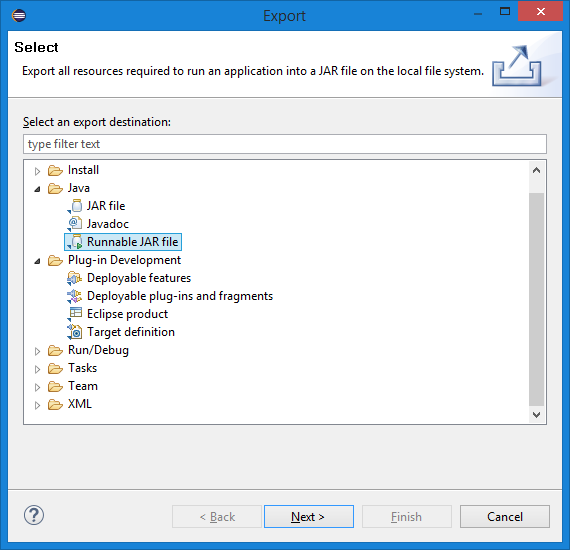 Export
Select
Export all resources required to run an application into a JAR file on the local file system.
Select an export destination:
type filter text
Install
Java
JAR file
Javadoc
Runnable JAR file
Plug-in Development
Deployable features
Deployable plug-ins and fragments
Eclipse product
Target definition
Run/Debug
Tasks
Team
XML
< Back
Next >
Finish
Cancel